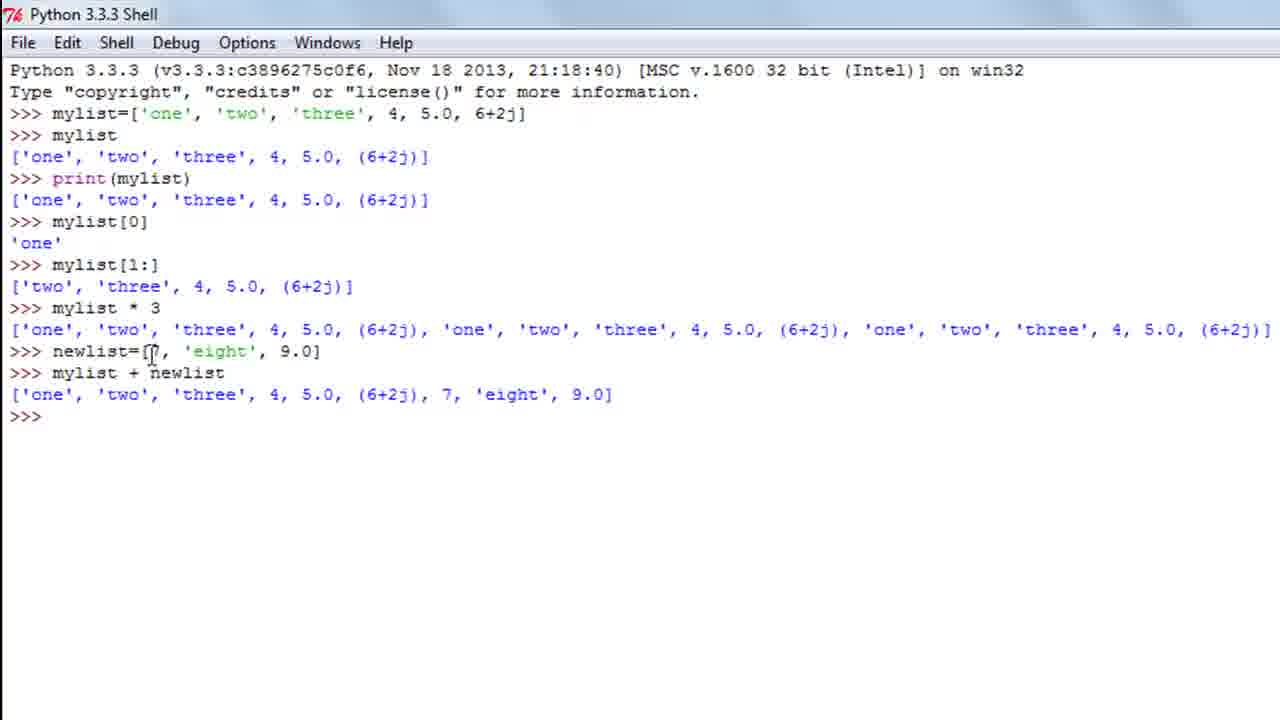 Python 3.3.3 Shell
File Edit Shell Debug Options Windows Help
Python 3.3.3 (v3.3.3:c3896275c0f6, Nov 18 2013, 21:18:40) [MSC v.1600 32 bit (Intel)] on win32
Type "copyright", "credits" or "license()" for more information.
>>> mylist=['one', 'two', 'three', 4, 5.0, 6+2j]
>>> mylist
['one', 'two', 'three', 4, 5.0, (6+2j)]
>>> print(mylist)
['one', 'two', 'three', 4, 5.0, (6+2j)]
>>> mylist[0]
'one'
>>> mylist[1:]
['two', 'three', 4, 5.0, (6+2j)]
>>> mylist * 3
['one', 'two', 'three', 4, 5.0, (6+2j), 'one', 'two', 'three', 4, 5.0, (6+2j), 'one', 'two', 'three', 4, 5.0, (6+2j)]
>>> newlist=[7, 'eight', 9.0]
>>> mylist + newlist
['one', 'two', 'three', 4, 5.0, (6+2j), 7, 'eight', 9.0]
>>>